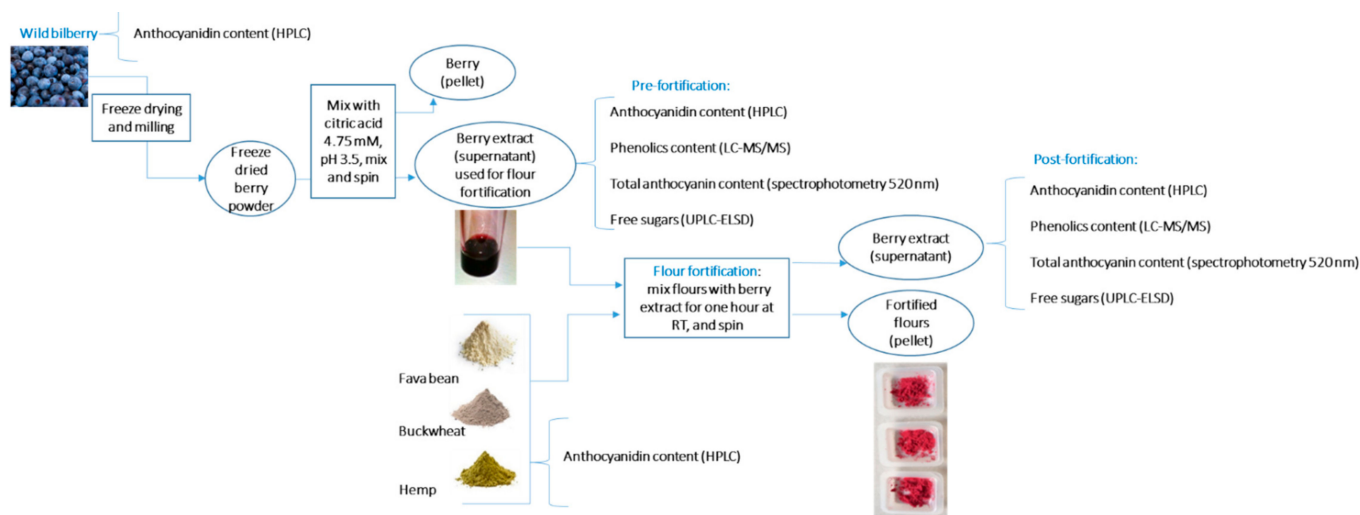 Wild bilberry
Anthocyanidin content (HPLC)
Freeze drying
and milling
Freeze
dried
berry
powder
Mix with
citric acid
4.75 mM,
pH 3.5, mix
and spin
Berry
(pellet)
Berry extract
(supernatant)
used for flour
fortification
Pre-fortification:
Anthocyanidin content (HPLC)
Phenolics content (LC-MS/MS)
Total anthocyanin content (spectrophotometry 520 nm)
Free sugars (UPLC-ELSD)
Fava bean
Buckwheat
Hemp
Anthocyanidin content (HPLC)
Flour fortification:
mix flours with berry
extract for one hour at
RT, and spin
Berry extract
(supernatant)
Fortified
flours
(pellet)
Post-fortification:
Anthocyanidin content (HPLC)
Phenolics content (LC-MS/MS)
Total anthocyanin content (spectrophotometry 520 nm)
Free sugars (UPLC-ELSD)